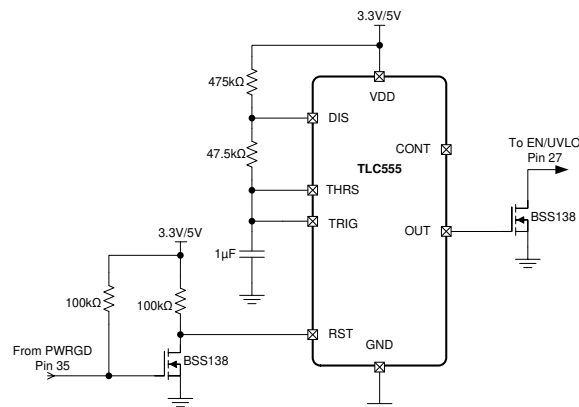 3.3V/5V
475kΩ
VDD
DIS
To EN/UVLO
Pin 27
47.5kΩ
CONT
TLC555
THRS
TRIG
OUT
BSS138
1µF
3.3V/5V
100kΩ
100kΩ
RST
From PWRGD
Pin 35
BSS138
GND